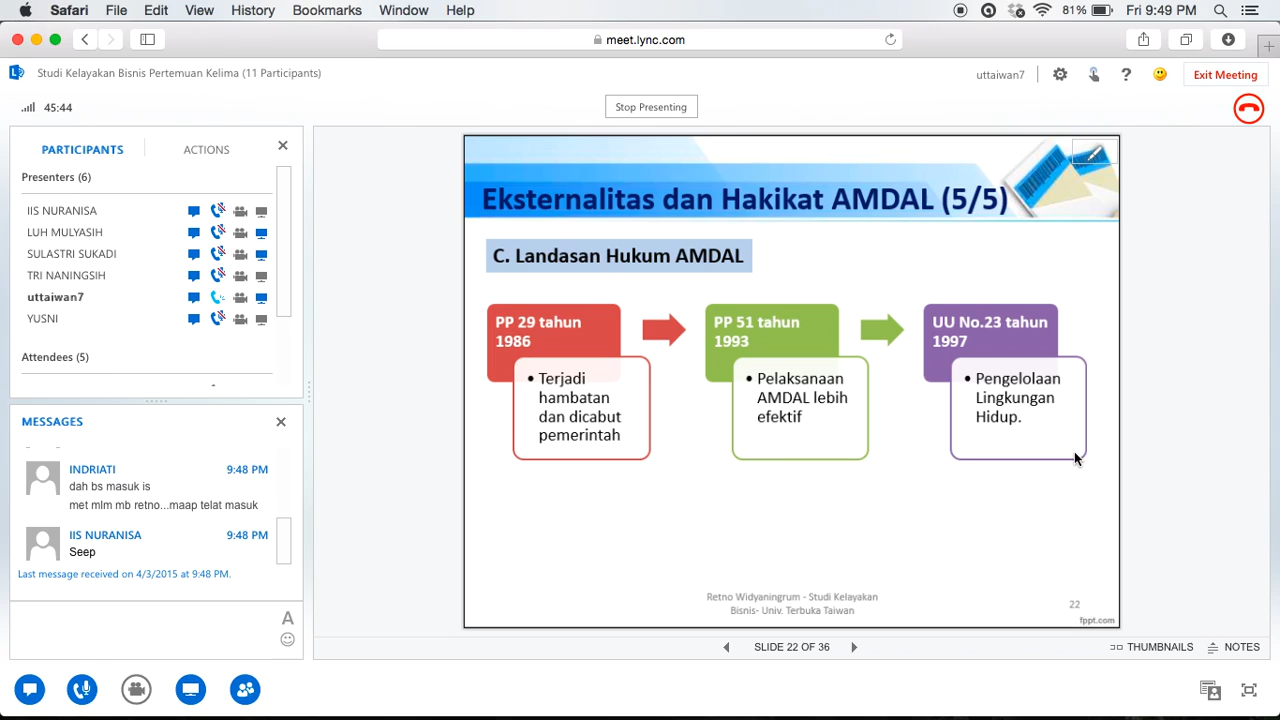 Safari File Edit View History Bookmarks Window Help
81% Fri 9:49 PM
meet.lync.com
Studi Kelayakan Bisnis Pertemuan Kelima (11 Participants)
uttaiwan7
?
Exit Meeting
45:44
Stop Presenting
PARTICIPANTS
ACTIONS
Presenters (6)
IIS NURANISA
LUH MULYASIH
SULASTRI SUKADI
TRI NANINGSIH
uttaiwan7
YUSNI
Attendees (5)
MESSAGES
INDRIATI 9:48 PM
dah bs masuk is
met mlm mb retno...maap telat masuk
IIS NURANISA 9:48 PM
Seep
Last message received on 4/3/2015 at 9:48 PM.
A
Eksternalitas dan Hakikat AMDAL (5/5)
C. Landasan Hukum AMDAL
PP 29 tahun
1986
• Terjadi
hambatan
dan dicabut
pemerintah
PP 51 tahun
1993
• Pelaksanaan
AMDAL lebih
efektif
UU No.23 tahun
1997
• Pengelolaan
Lingkungan
Hidup.
Retno Widyaningrum - Studi Kelayakan
Bisnis- Univ. Terbuka Taiwan
22
fppt.com
SLIDE 22 OF 36
THUMBNAILS
NOTES